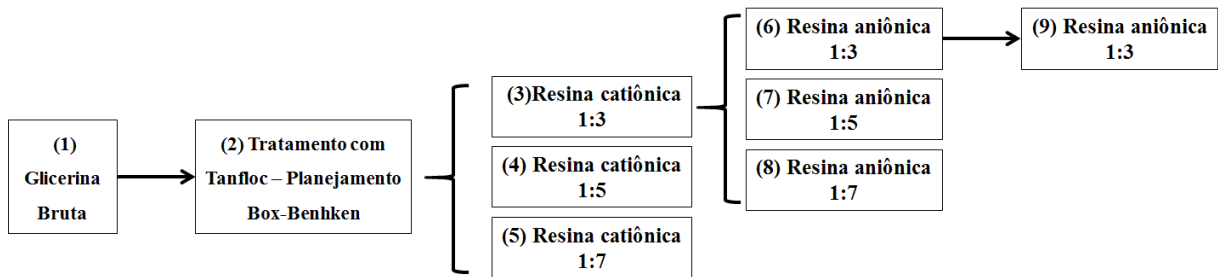 (1)
Glicerina
Bruta
(2) Tratamento com
Tanfloc – Planejamento
Box-Benhken
(3)Resina catiônica
1:3
(4) Resina catiônica
1:5
(5) Resina catiônica
1:7
(6) Resina aniônica
1:3
(7) Resina aniônica
1:5
(8) Resina aniônica
1:7
(9) Resina aniônica
1:3